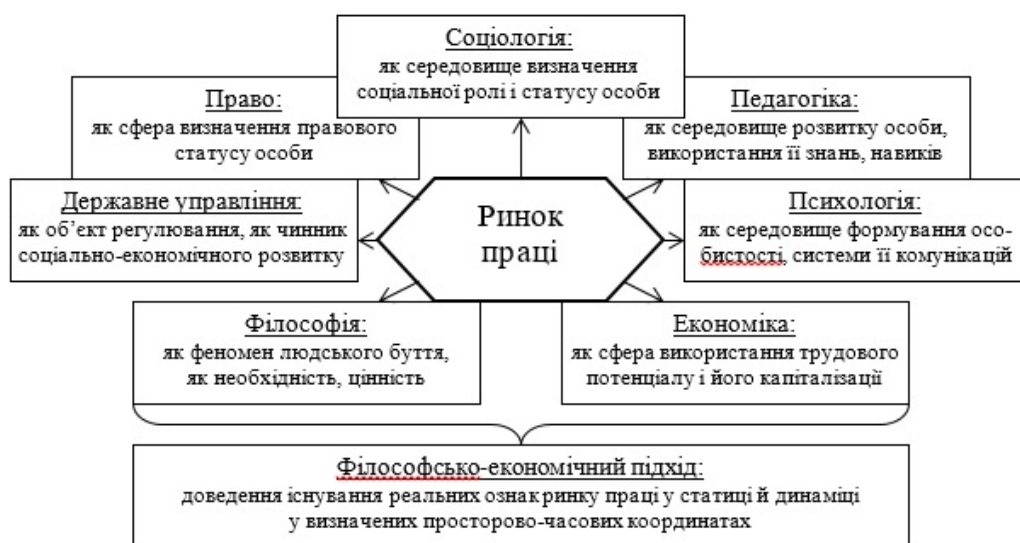 Соціологія:
як середовище визначення
соціальної ролі і статусу особи
Право:
як сфера визначення правового
статусу особи
Педагогіка:
як середовище розвитку особи,
використання її знань, навиків
Державне управління:
як об’єкт регулювання, як чинник
соціально-економічного розвитку
Ринок
праці
Психологія:
як середовище формування осо-
бистості, системи її комунікацій
Філософія:
як феномен людського буття,
як необхідність, цінність
Економіка:
як сфера використання трудового
потенціалу і його капіталізації
Філософсько-економічний підхід:
доведення існування реальних ознак ринку праці у статиці й динаміці
у визначених просторово-часових координатах